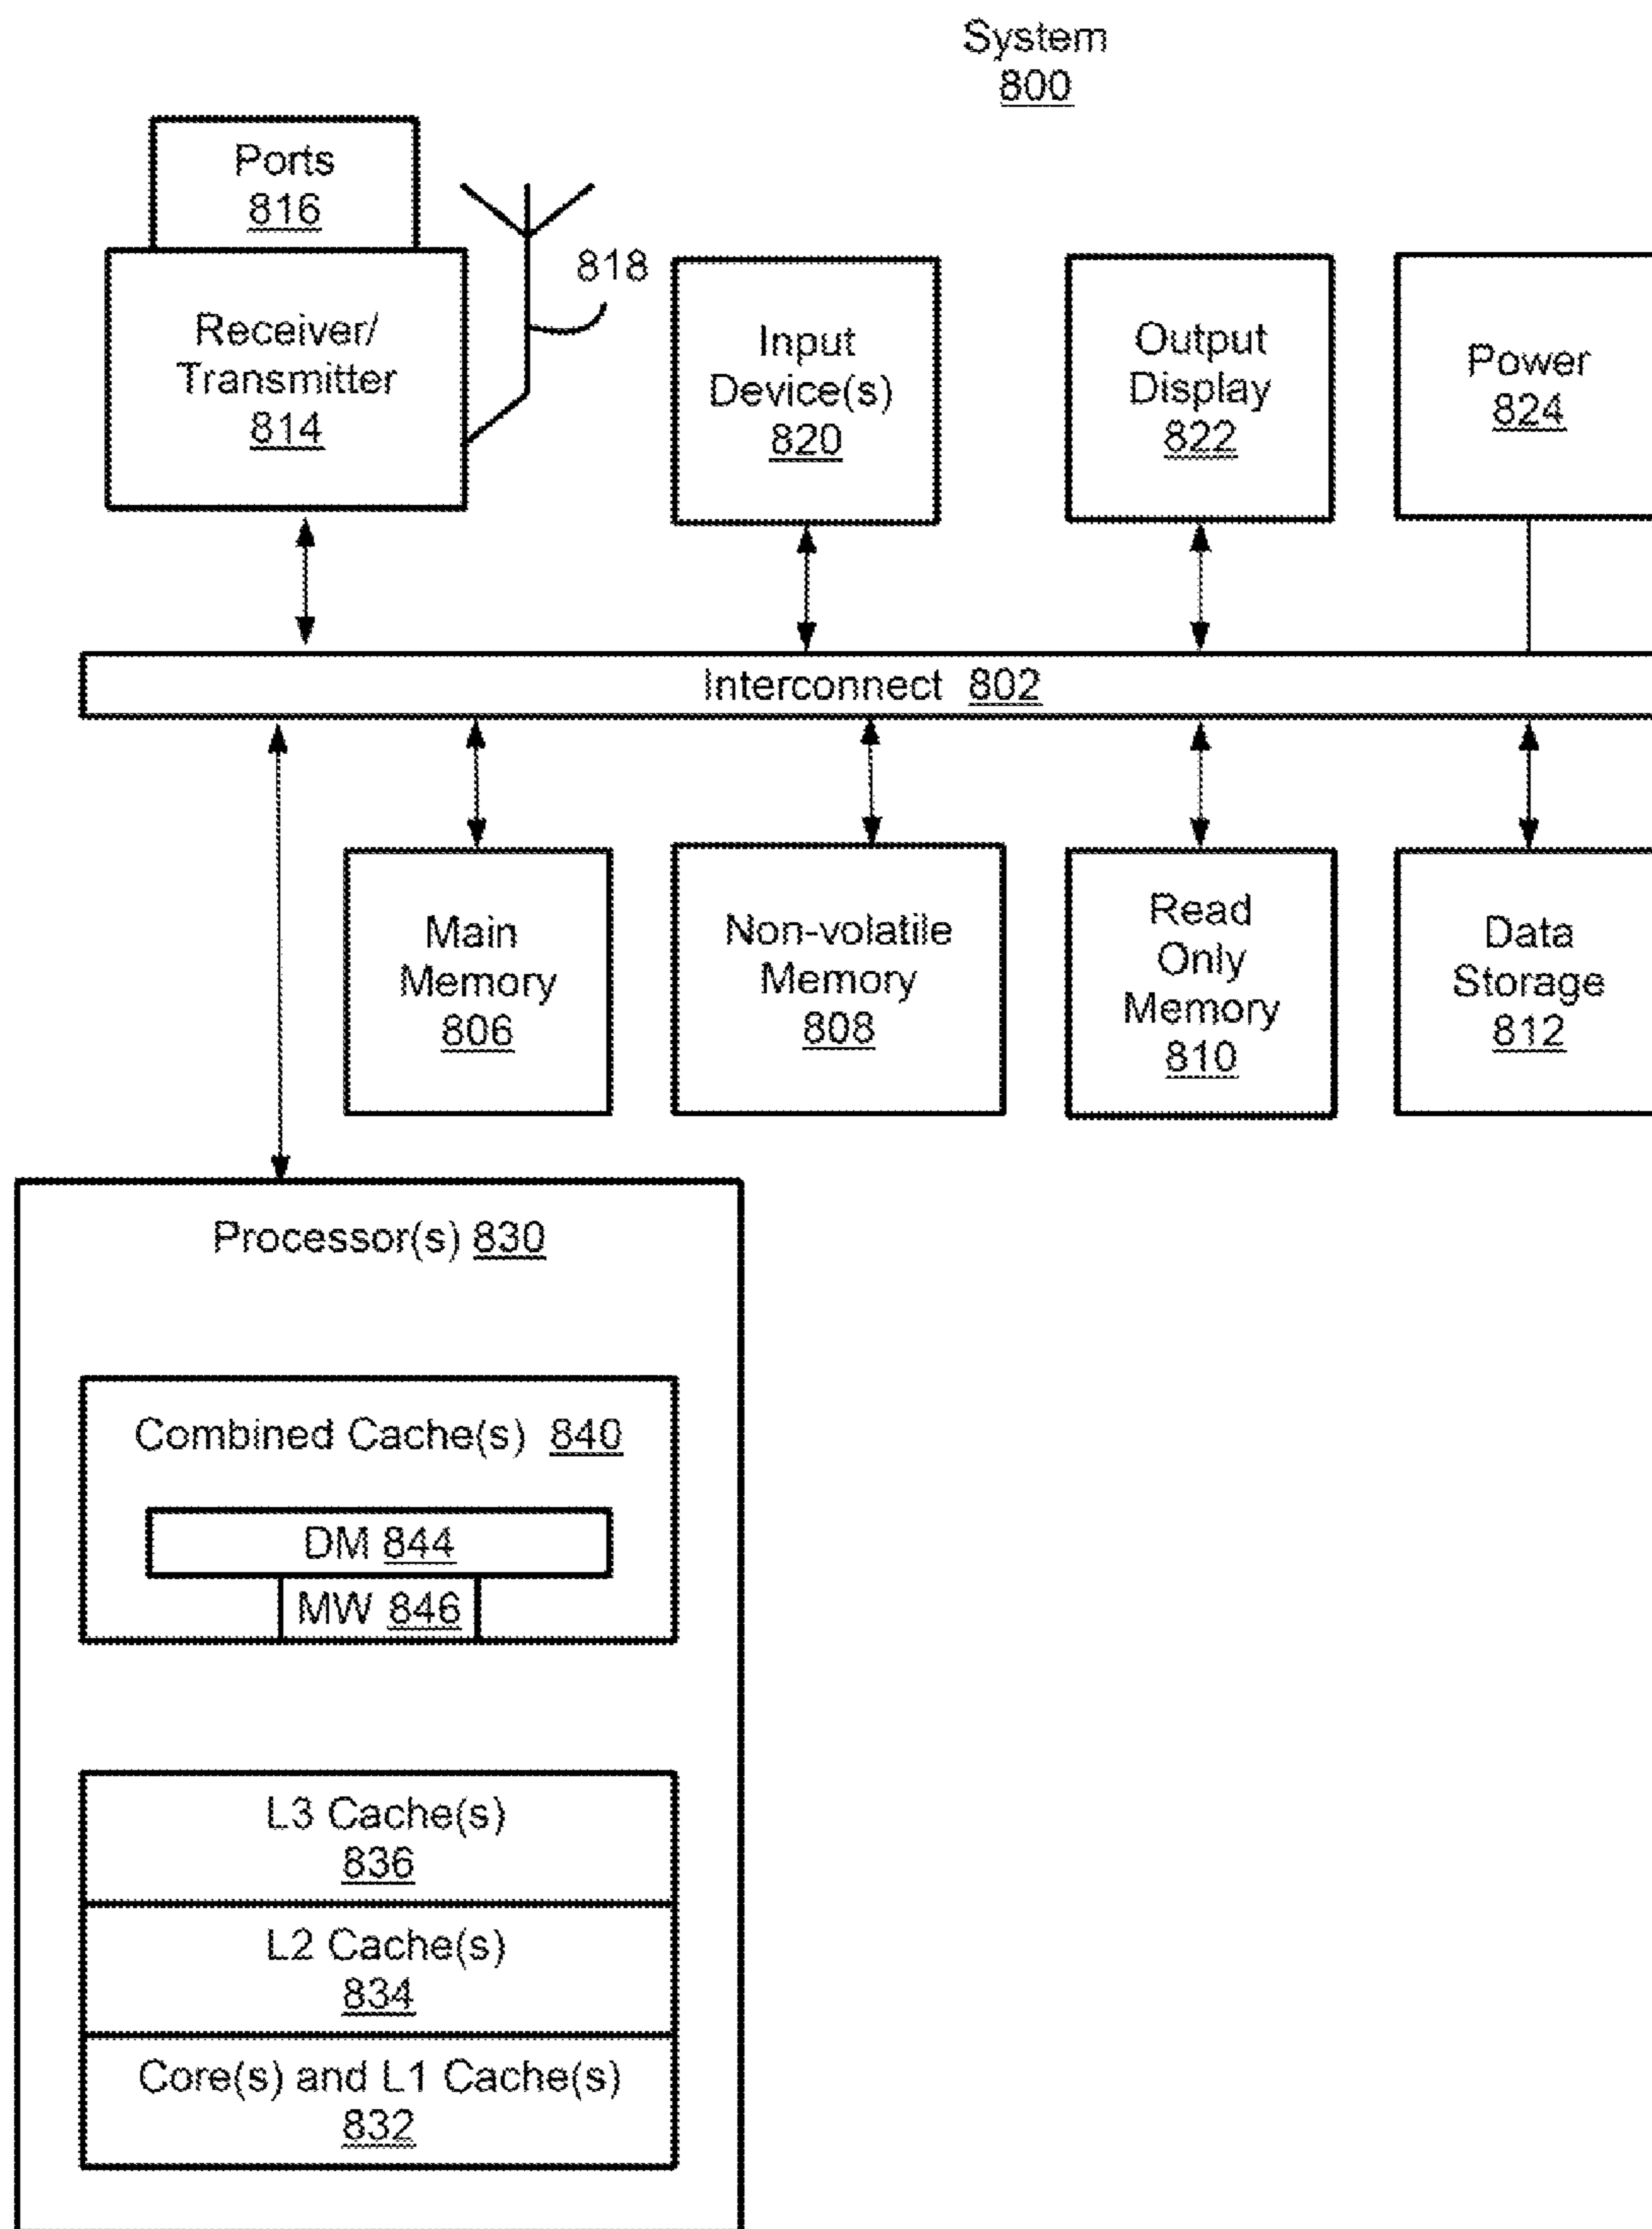 System
800
Ports
816
818
Receiver/
Transmitter
814
Input
Device(s)
820
Output
Display
822
Power
824
Interconnect 802
Main
Memory
806
Non-volatile
Memory
808
Read
Only
Memory
810
Data
Storage
812
Processor(s) 830
Combined Cache(s) 840
DM 844
MW 846
L3 Cache(s)
836
L2 Cache(s)
834
Core(s) and L1 Cache(s)
832